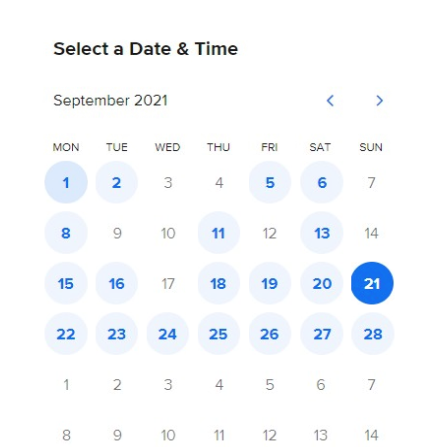 Select a Date & Time
September 2021
MON TUE WED THU FRI SAT SUN
1 2 3 4 5 6 7
8 9 10 11 12 13 14
15 16 17 18 19 20 21
22 23 24 25 26 27 28
1 2 3 4 5 6 7
8 9 10 11 12 13 14